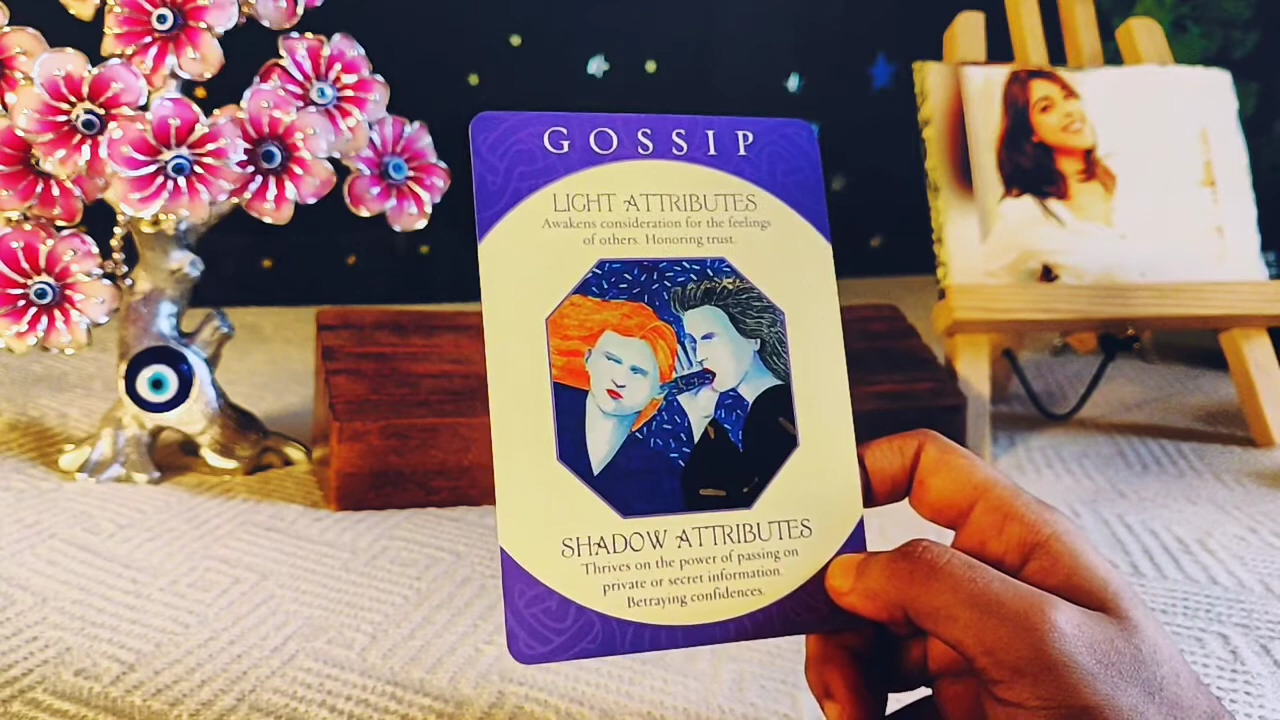 GOSSIP
LIGHT ATTRIBUTES
Awakens consideration for the feelings
of others. Honoring trust.
SHADOW ATTRIBUTES
Thrives on the power of passing on
private or secret information.
Betraying confidences.